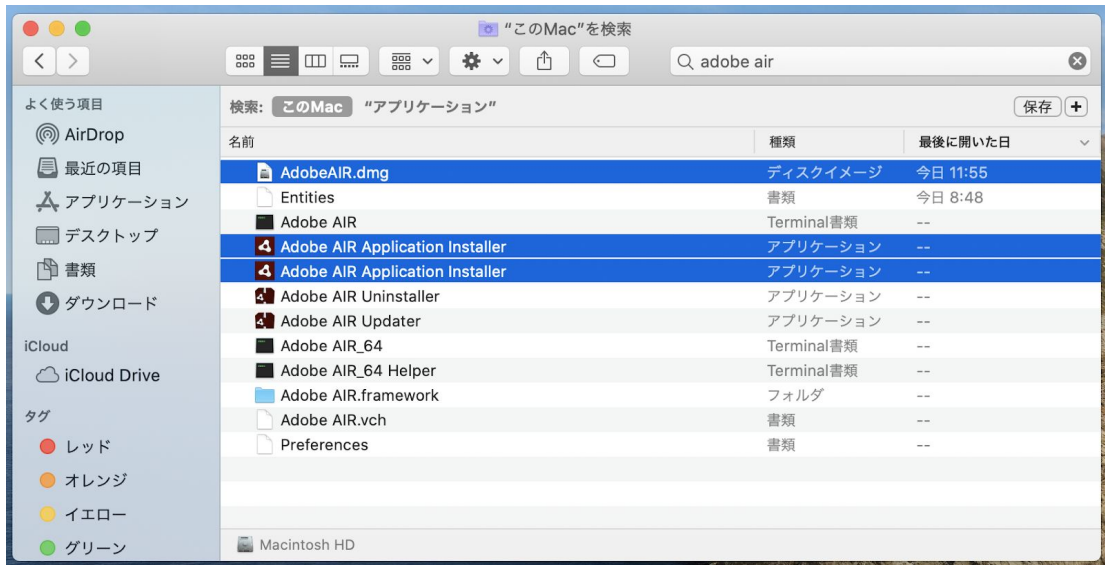 “このMac”を検索
adobe air
よく使う項目
AirDrop
最近の項目
アプリケーション
デスクトップ
書類
ダウンロード
iCloud
iCloud Drive
タグ
レッド
オレンジ
イエロー
グリーン
検索: このMac “アプリケーション” 保存 +
名前 種類 最後に開いた日
AdobeAIR.dmg ディスクイメージ 今日 11:55
Entities 書類 今日 8:48
Adobe AIR Terminal書類 --
Adobe AIR Application Installer アプリケーション --
Adobe AIR Application Installer アプリケーション --
Adobe AIR Uninstaller アプリケーション --
Adobe AIR Updater アプリケーション --
Adobe AIR_64 Terminal書類 --
Adobe AIR_64 Helper Terminal書類 --
Adobe AIR.framework フォルダ --
Adobe AIR.vch 書類 --
Preferences 書類 --
Macintosh HD